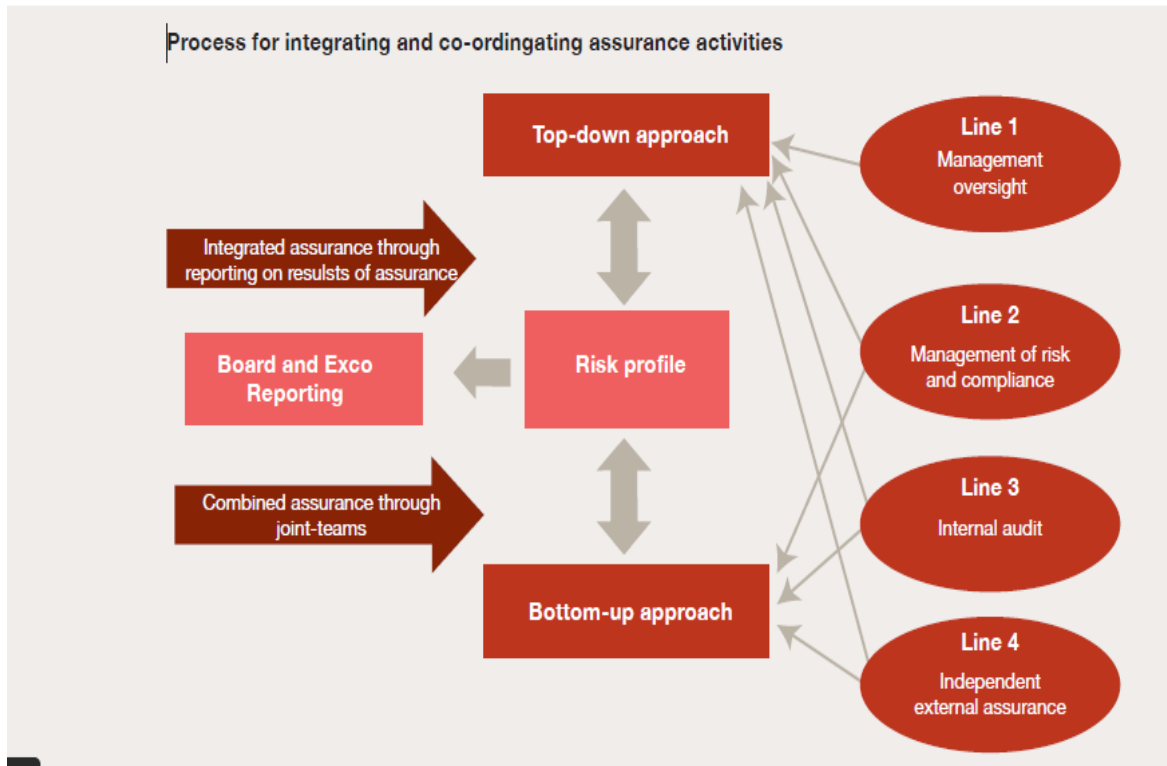 Process for integrating and co-ordingating assurance activities
Top-down approach
Line 1
Management
oversight
Integrated assurance through
reporting on resulsts of assurance
Line 2
Management of risk
and compliance
Board and Exco
Reporting
Risk profile
Line 3
Internal audit
Combined assurance through
joint-teams
Bottom-up approach
Line 4
Independent
external assurance